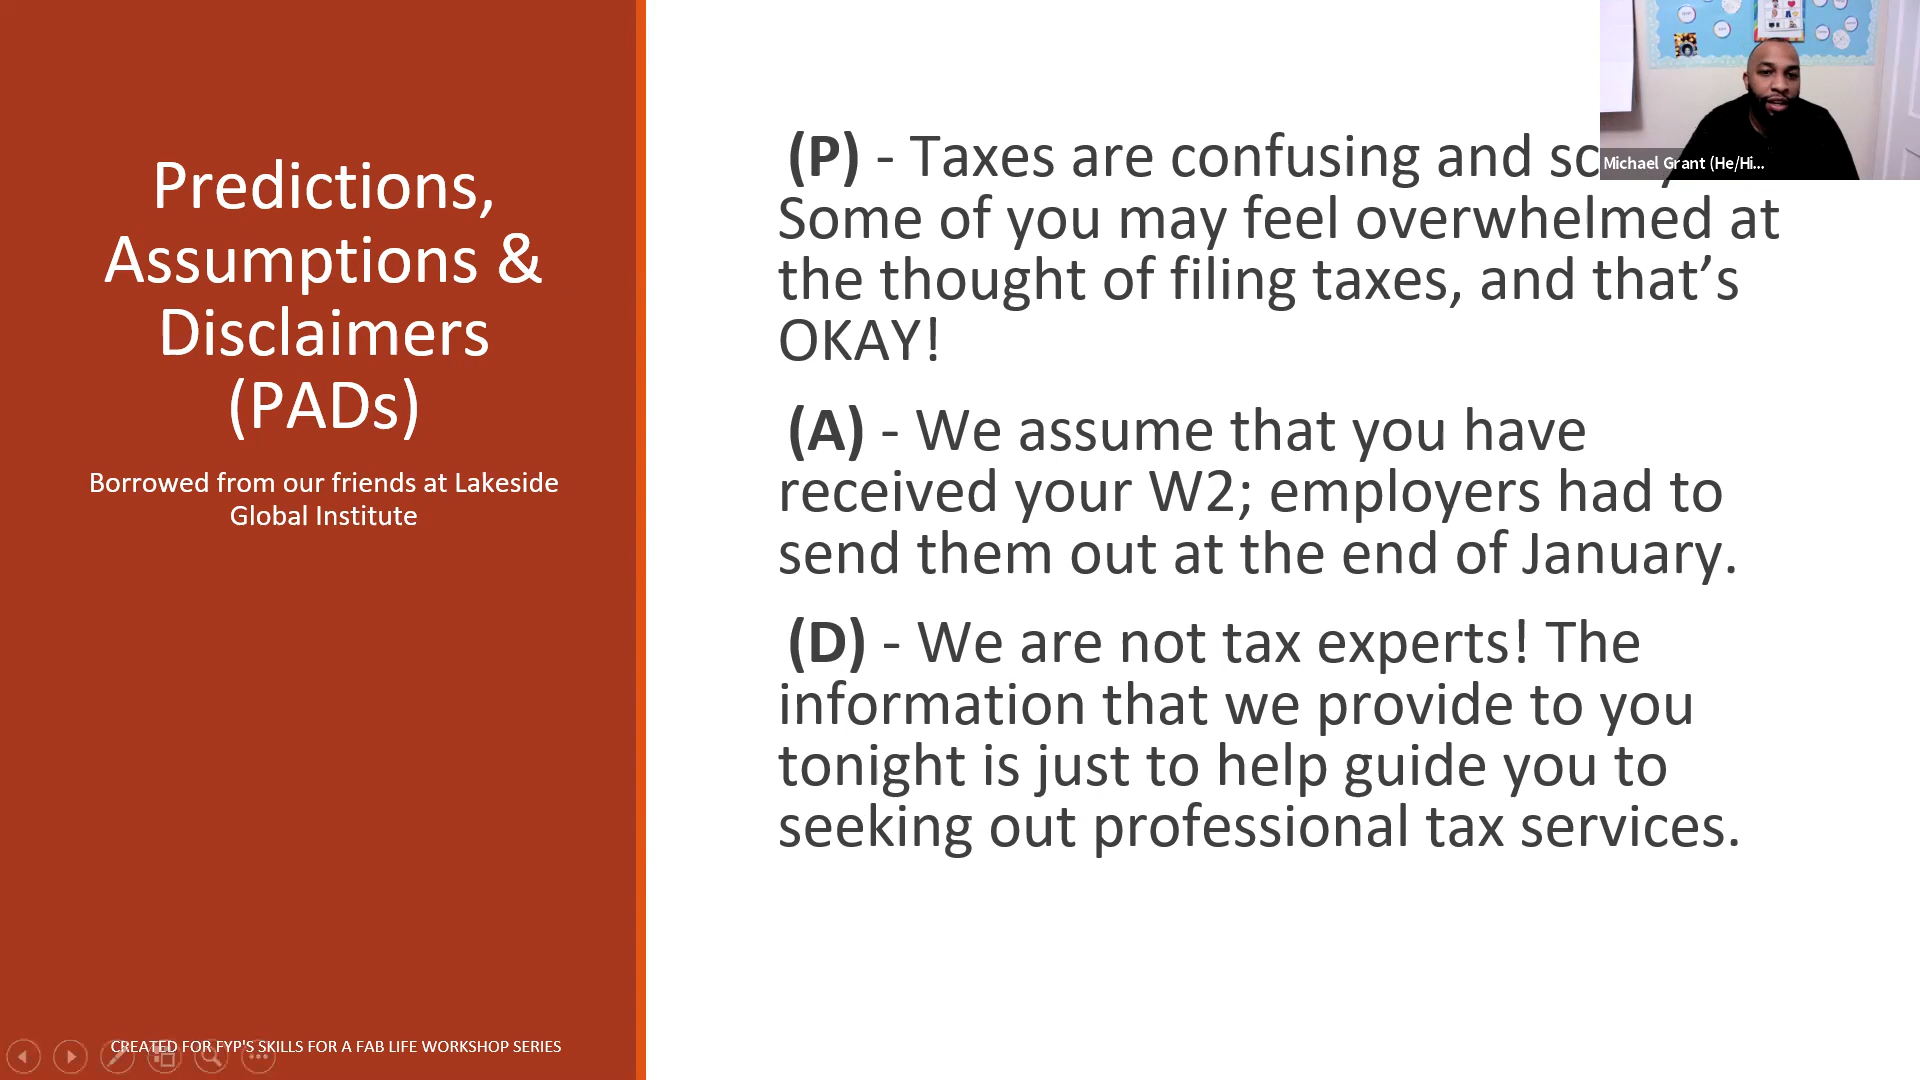 Predictions,
Assumptions &
Disclaimers
(PADs)
Borrowed from our friends at Lakeside
Global Institute
CREATED FOR FYP'S SKILLS FOR A FAB LIFE WORKSHOP SERIES
(P) - Taxes are confusing and
Some of you may feel overwhelmed at
the thought of filing taxes, and that’s
OKAY!
(A) - We assume that you have
received your W2; employers had to
send them out at the end of January.
(D) - We are not tax experts! The
information that we provide to you
tonight is just to help guide you to
seeking out professional tax services.
Michael Grant (He/Hi...